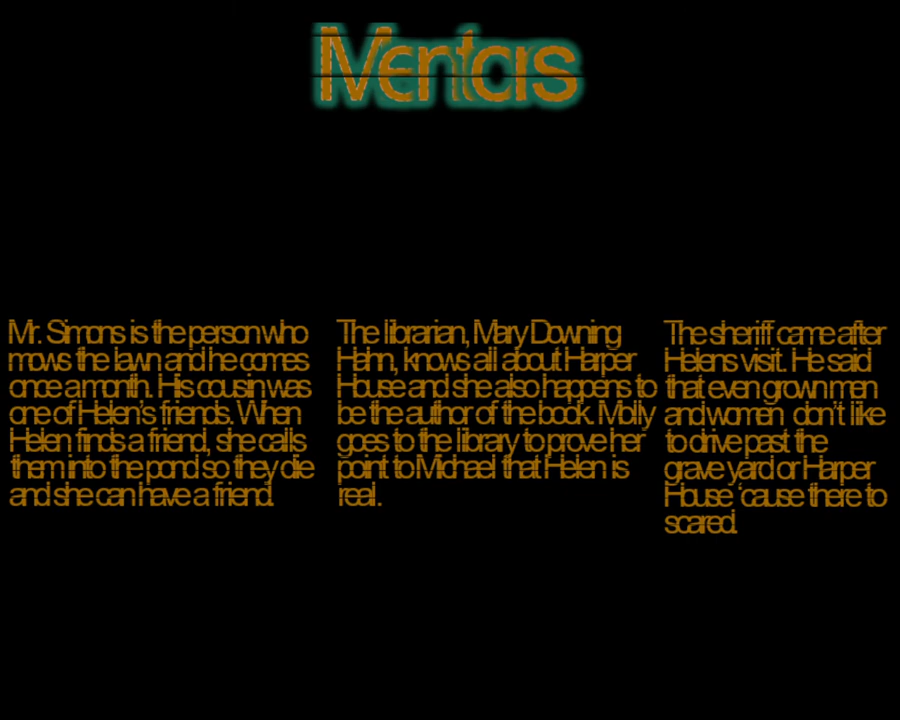 Mentors
Mr. Simons is the person who
mows the lawn and he comes
once a month. His cousin was
one of Helen's friends. When
Helen finds a friend, she calls
them into the pond so they die
and she can have a friend.
The librarian, Mary Downing
Hahn, knows all about Harper
House and she also happens to
be the author of the book. Molly
goes to the library to prove her
point to Michael that Helen is
real.
The sheriff came after
Helens visit. He said
that even grown men
and women don't like
to drive past the
grave yard or Harper
House 'cause there to
scared.